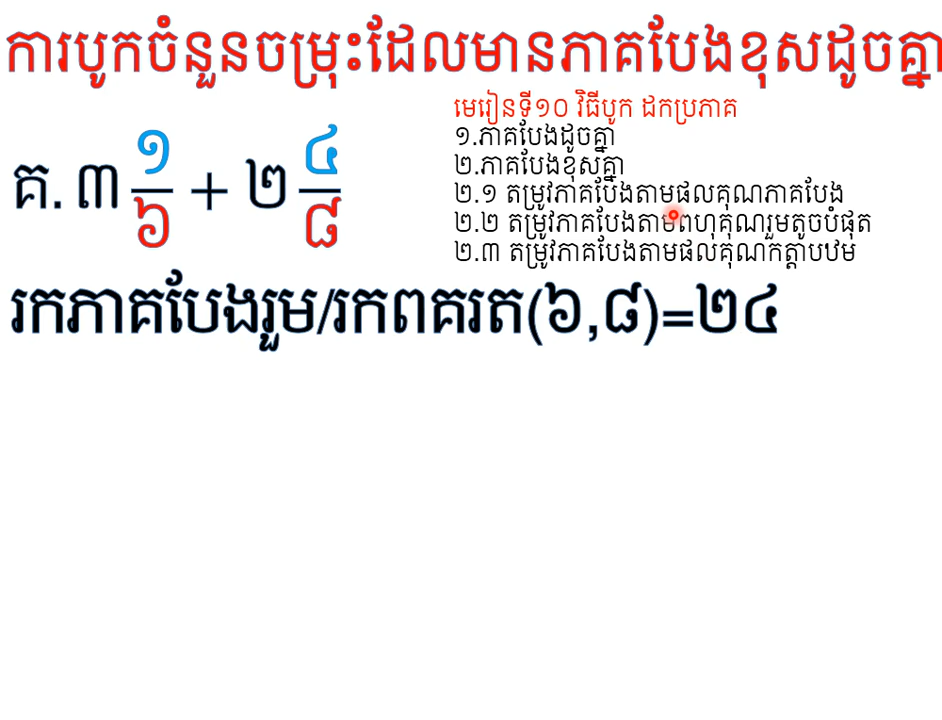 ការបូកចំនួនចម្រុះដែលមានភាគបែងខុសដូចគ្នា
មេរៀនទី១០ វិធីបូក ដកប្រភាគ
១.ភាគបែងដូចគ្នា
២.ភាគបែងខុសគ្នា
២.១ តម្រូវភាគបែងតាមផលគុណភាគបែង
២.២ តម្រូវភាគបែងតាមពហុគុណរួមតូចបំផុត
២.៣ តម្រូវភាគបែងតាមផលគុណកត្តាបឋម
គ. ៣ ១/៦ + ២ ៤/៨
រកភាគបែងរួម/រកពគរត(៦,៨)=២៤